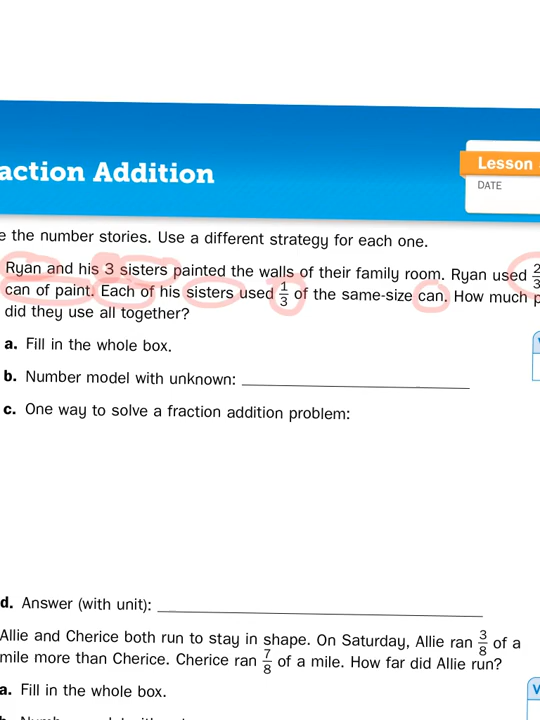 action Addition
Lesson
DATE
e the number stories. Use a different strategy for each one.
Ryan and his 3 sisters painted the walls of their family room. Ryan used 2/3
can of paint. Each of his sisters used 1/3 of the same-size can. How much p
did they use all together?
a. Fill in the whole box.
b. Number model with unknown:
c. One way to solve a fraction addition problem:
d. Answer (with unit):
Allie and Cherice both run to stay in shape. On Saturday, Allie ran 3/8 of a
mile more than Cherice. Cherice ran 7/8 of a mile. How far did Allie run?
a. Fill in the whole box.